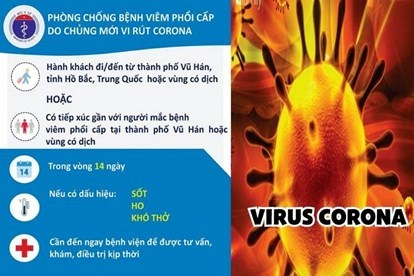 PHÒNG CHỐNG BỆNH VIÊM PHỔI CẤP
DO CHỦNG MỚI VI RÚT CORONA
Hành khách đi/đến từ thành phố Vũ Hán,
tỉnh Hồ Bắc, Trung Quốc hoặc vùng có dịch
HOẶC
Có tiếp xúc gần với người mắc bệnh
viêm phổi cấp tại thành phố Vũ Hán hoặc
vùng có dịch
14
Trong vòng 14 ngày
Nếu có dấu hiệu: SỐT
HO
KHÓ THỞ
Cần đến ngay bệnh viện để được tư vấn,
khám, điều trị kịp thời
VIRUS CORONA